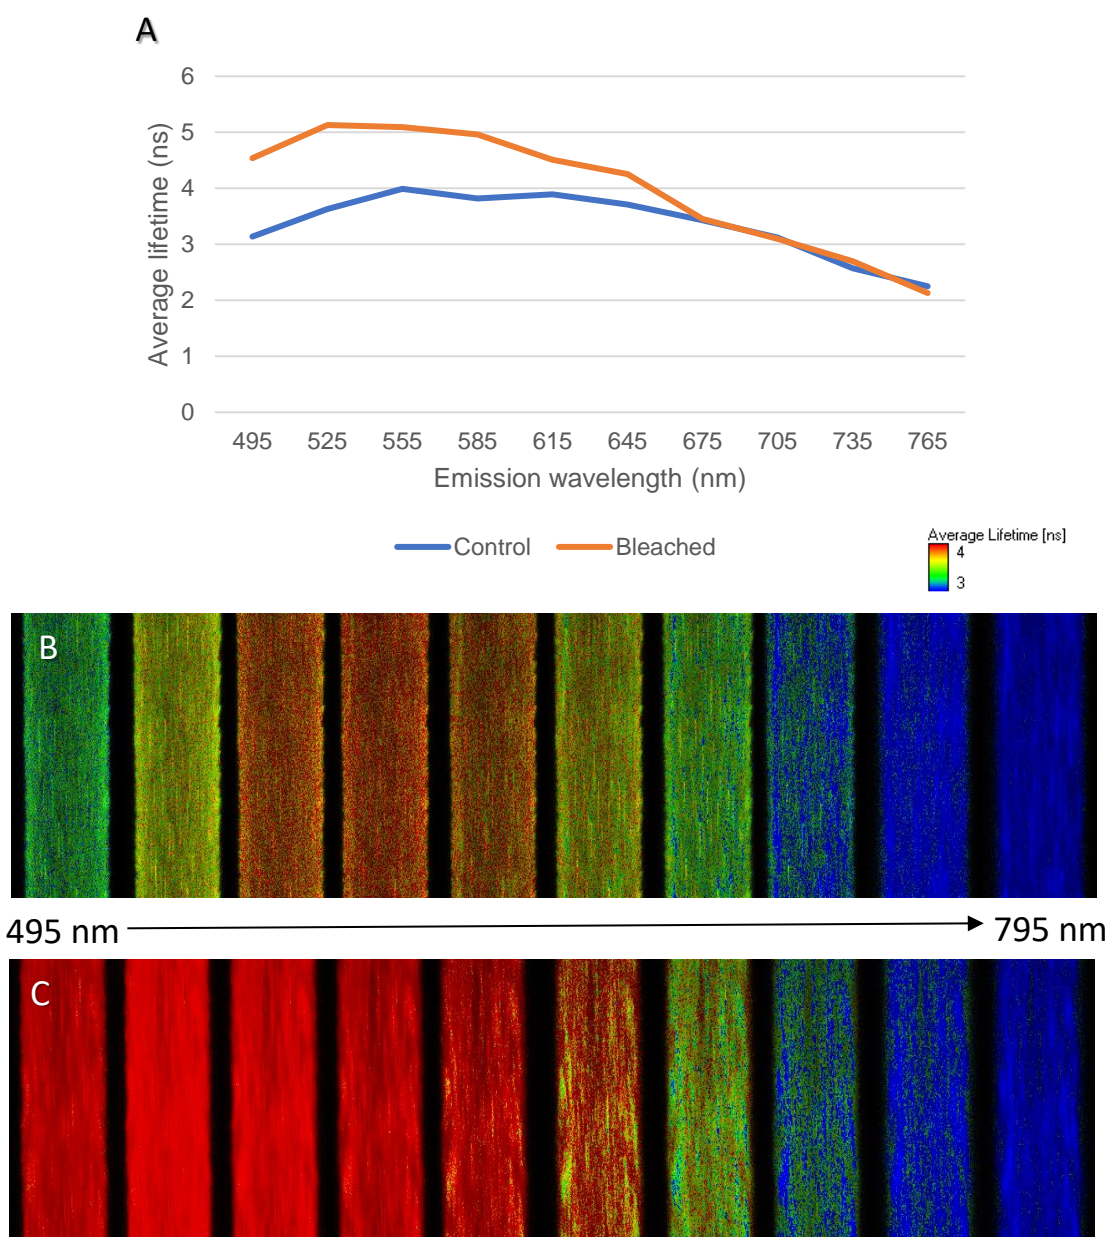 A
6
5
4
3
2
1
0
Average lifetime (ns)
495 525 555 585 615 645 675 705 735 765
Emission wavelength (nm)
Control Bleached
Average Lifetime [ns]
4
3
B
495 nm 795 nm
C